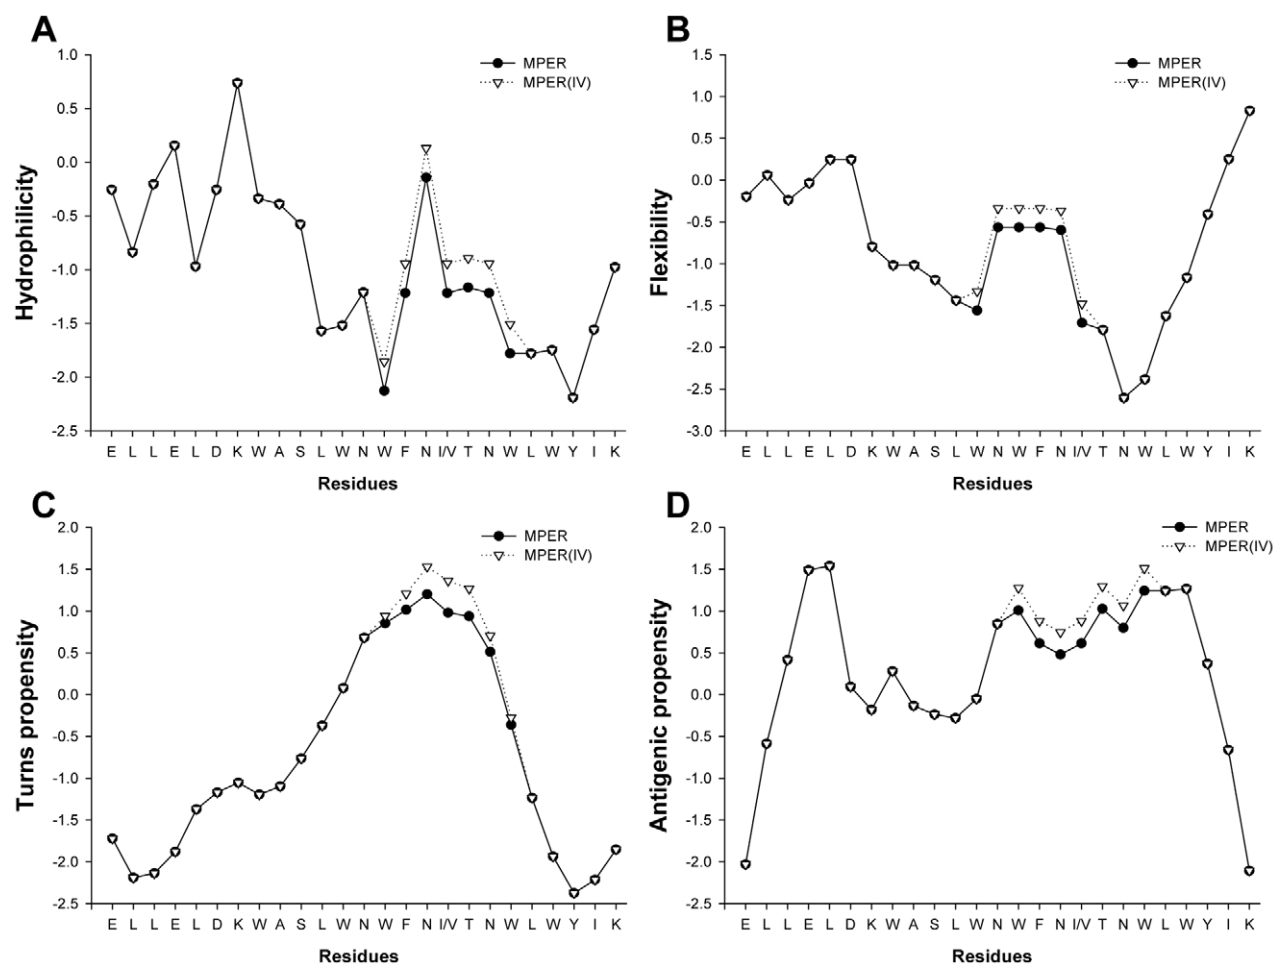 A
Hydrophilicity
1.0
0.5
0.0
-0.5
-1.0
-1.5
-2.0
-2.5
MPER
MPER(IV)
E L L E L D K W A S L W N W F N I/V T N W L W Y I K
Residues
B
Flexibility
1.5
1.0
0.5
0.0
-0.5
-1.0
-1.5
-2.0
-2.5
-3.0
MPER
MPER(IV)
E L L E L D K W A S L W N W F N I/V T N W L W Y I K
Residues
C
Turns propensity
2.0
1.5
1.0
0.5
0.0
-0.5
-1.0
-1.5
-2.0
-2.5
MPER
MPER(IV)
E L L E L D K W A S L W N W F N I/V T N W L W Y I K
Residues
D
Antigenic propensity
2.0
1.5
1.0
0.5
0.0
-0.5
-1.0
-1.5
-2.0
-2.5
MPER
MPER(IV)
E L L E L D K W A S L W N W F N I/V T N W L W Y I K
Residues